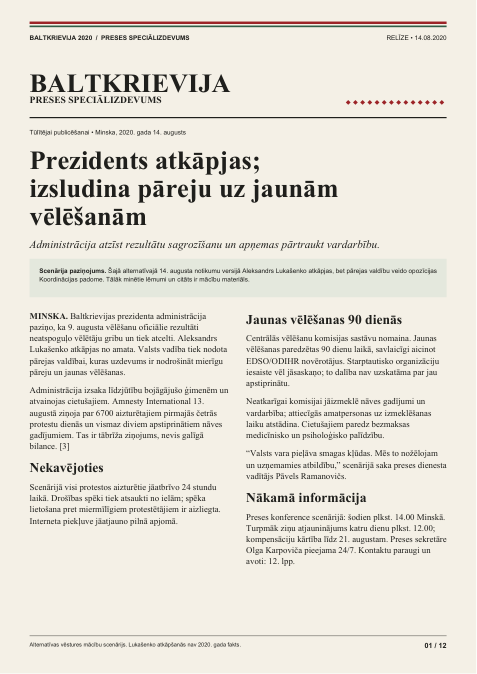 BALTKRIEVIJA 2020 / PRESES SPECIĀLIZDEVUMS
RELĪZE • 14.08.2020
BALTKRIEVIJA
PRESES SPECIĀLIZDEVUMS
Tūlītējai publicēšanai • Minska, 2020. gada 14. augusts
Prezidents atkāpjas;
izsludina pāreju uz jaunām
vēlēšanām
Administrācija atzīst rezultātu sagrozīšanu un apņemas pārtraukt vardarbību.
Scenārija paziņojums. Šajā alternatīvajā 14. augusta notikumu versijā Aleksandrs Lukašenko atkāpjas, bet pārejas valdību veido opozīcijas
Koordinācijas padome. Tālāk minētie lēmumi un citāts ir mācību materiāls.
MINSKA. Baltkrievijas prezidenta administrācija
paziņo, ka 9. augusta vēlēšanu oficiālie rezultāti
neatspoguļo vēlētāju gribu un tiek atcelti. Aleksandrs
Lukašenko atkāpjas no amata. Valsts vadība tiek nodota
pārejas valdībai, kuras uzdevums ir nodrošināt mierīgu
pāreju un jaunas vēlēšanas.
Administrācija izsaka līdzjūtību bojāgājušo ģimenēm un
atvainojas cietušajiem. Amnesty International 13.
augustā ziņoja par 6700 aizturētajiem pirmajās četrās
protestu dienās un vismaz diviem apstiprinātiem nāves
gadījumiem. Tas ir tābrīža ziņojums, nevis galīgā
bilance. [3]
Nekavējoties
Scenārijā visi protestos aizturētie jāatbrīvo 24 stundu
laikā. Drošības spēki tiek atsaukti no ielām; spēka
lietošana pret miermīlīgiem protestētājiem ir aizliegta.
Interneta piekļuve jāatjauno pilnā apjomā.
Jaunas vēlēšanas 90 dienās
Centrālās vēlēšanu komisijas sastāvu nomaina. Jaunas
vēlēšanas paredzētas 90 dienu laikā, savlaicīgi aicinot
EDSO/ODIHR novērotājus. Starptautisko organizāciju
iesaiste vēl jāsaskaņo; to dalība nav uzskatāma par jau
apstiprinātu.
Neatkarīgai komisijai jāizmeklē nāves gadījumi un
vardarbība; attiecīgās amatpersonas uz izmeklēšanas
laiku atstādina. Cietušajiem paredz bezmaksas
medicīnisko un psiholoģisko palīdzību.
“Valsts vara pieļāva smagas kļūdas. Mēs to nožēlojam
un uzņemamies atbildību,” scenārijā saka preses dienesta
vadītājs Pāvels Ramanovičs.
Nākamā informācija
Preses konference scenārijā: šodien plkst. 14.00 Minskā.
Turpmāk ziņu atjauninājums katru dienu plkst. 12.00;
kompensāciju kārtība līdz 21. augustam. Preses sekretāre
Olga Karpoviča pieejama 24/7. Kontaktu paraugi un
avoti: 12. lpp.
Alternatīvas vēstures mācību scenārijs. Lukašenko atkāpšanās nav 2020. gada fakts.
01 / 12